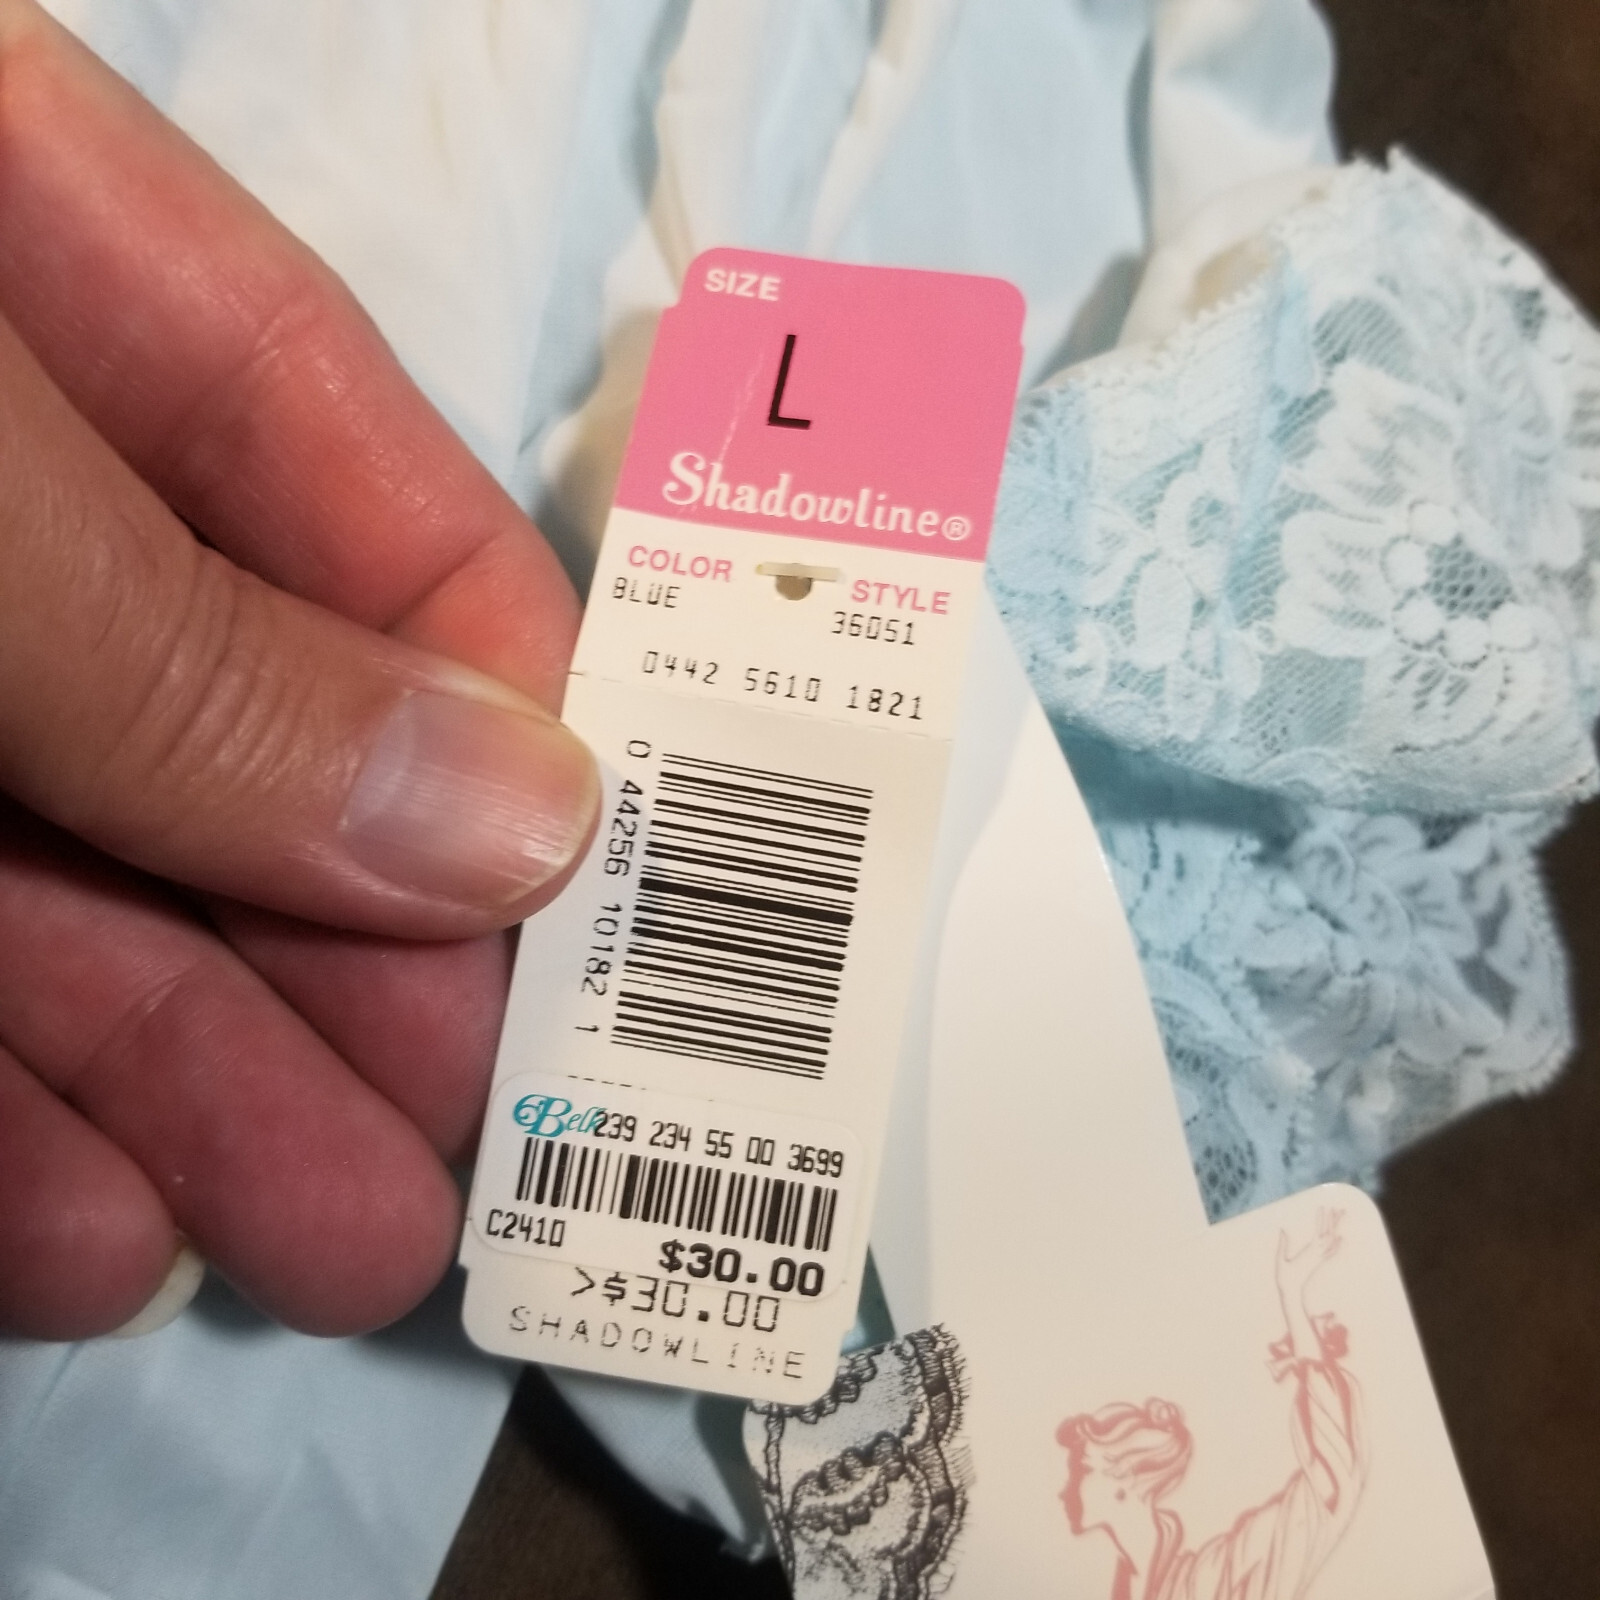 SIZE
L
Shadowline®
COLOR STYLE
BLUE 36051
0442 5610 1821
0 44256 10182 1
Belk 239 234 55 00 3699
C2410
$30.00
>$30.00
SHADOWLINE